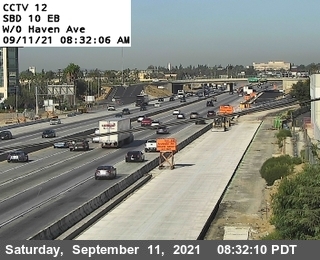 CCTV 12
SBD 10 EB
W/O Haven Ave
09/11/21 08:32:06 AM
Saturday, September 11, 2021 08:32:10 PDT